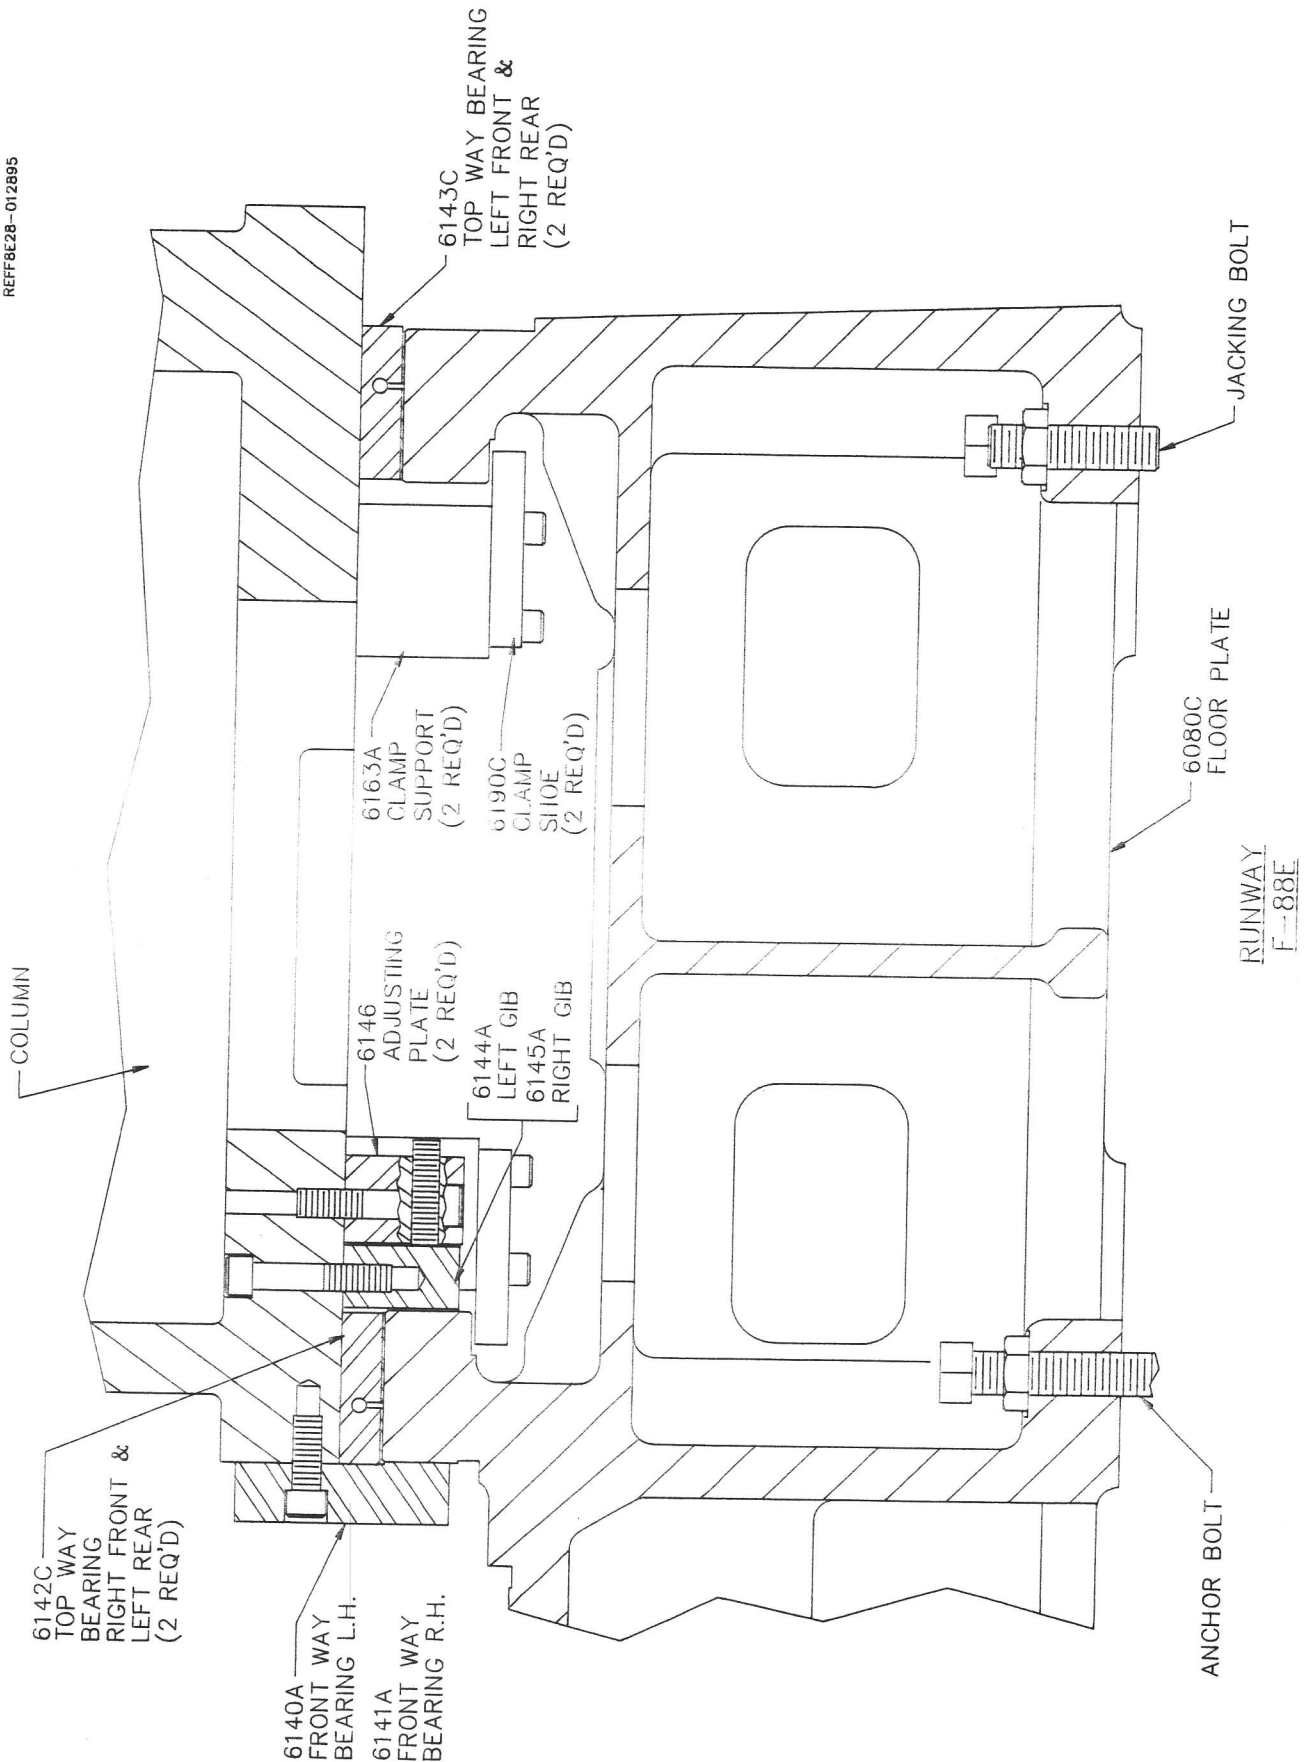 REFF8E28-012895
COLUMN
6142C
TOP WAY
BEARING
RIGHT FRONT &
LEFT REAR
(2 REQ'D)
6140A
FRONT WAY
BEARING L.H.
6141A
FRONT WAY
BEARING R.H.
6146
ADJUSTING
PLATE
(2 REQ'D)
6144A
LEFT GIB
6145A
RIGHT GIB
6163A
CLAMP
SUPPORT
(2 REQ'D)
6190C
CLAMP
SHOE
(2 REQ'D)
6143C
TOP WAY BEARING
LEFT FRONT &
RIGHT REAR
(2 REQ'D)
ANCHOR BOLT
6080C
FLOOR PLATE
JACKING BOLT
RUNWAY
F-88E